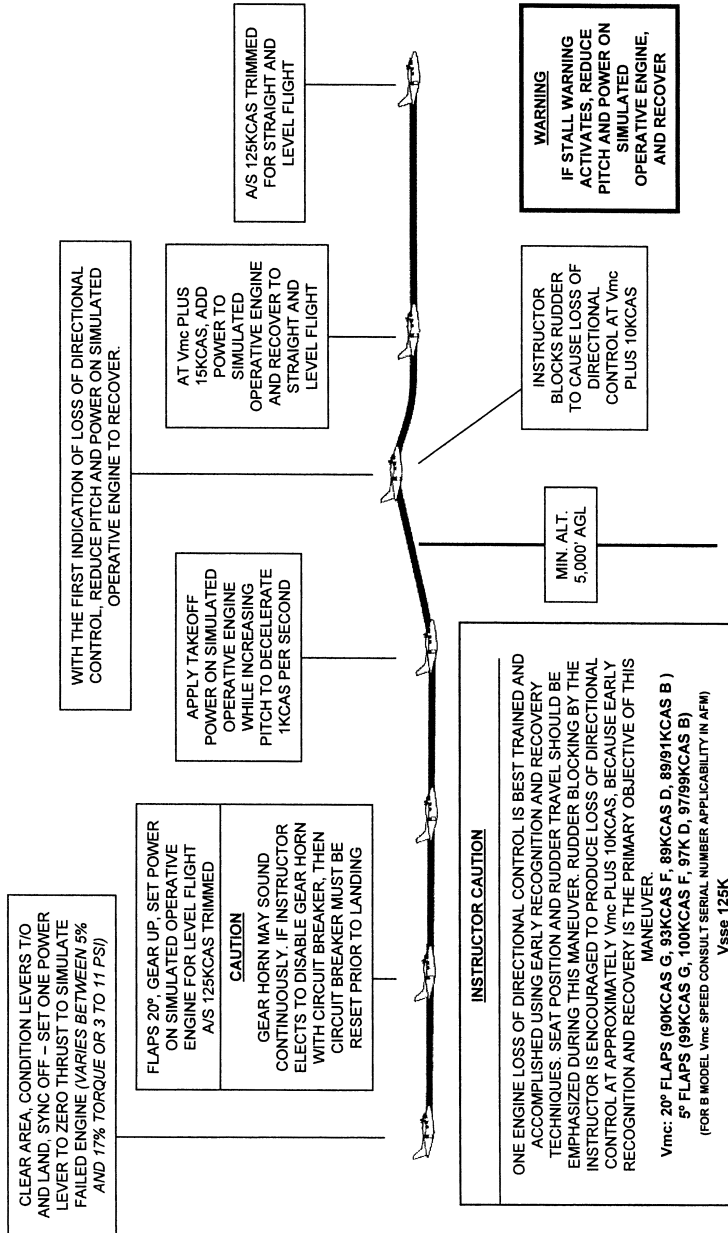 CLEAR AREA, CONDITION LEVERS T/O
AND LAND, SYNC OFF – SET ONE POWER
LEVER TO ZERO THRUST TO SIMULATE
FAILED ENGINE (VARIES BETWEEN 5%
AND 17% TORQUE OR 3 TO 11 PSI)
FLAPS 20º, GEAR UP, SET POWER
ON SIMULATED OPERATIVE
ENGINE FOR LEVEL FLIGHT
A/S 125KCAS TRIMMED
CAUTION
GEAR HORN MAY SOUND
CONTINUOUSLY. IF INSTRUCTOR
ELECTS TO DISABLE GEAR HORN
WITH CIRCUIT BREAKER, THEN
CIRCUIT BREAKER MUST BE
RESET PRIOR TO LANDING
APPLY TAKEOFF
POWER ON SIMULATED
OPERATIVE ENGINE
WHILE INCREASING
PITCH TO DECELERATE
1KCAS PER SECOND
WITH THE FIRST INDICATION OF LOSS OF DIRECTIONAL
CONTROL, REDUCE PITCH AND POWER ON SIMULATED
OPERATIVE ENGINE TO RECOVER.
AT Vmc PLUS
15KCAS, ADD
POWER TO
SIMULATED
OPERATIVE ENGINE
AND RECOVER TO
STRAIGHT AND
LEVEL FLIGHT
A/S 125KCAS TRIMMED
FOR STRAIGHT AND
LEVEL FLIGHT
INSTRUCTOR CAUTION
ONE ENGINE LOSS OF DIRECTIONAL CONTROL IS BEST TRAINED AND
ACCOMPLISHED USING EARLY RECOGNITION AND RECOVERY
TECHNIQUES. SEAT POSITION AND RUDDER TRAVEL SHOULD BE
EMPHASIZED DURING THIS MANEUVER. RUDDER BLOCKING BY THE
INSTRUCTOR IS ENCOURAGED TO PRODUCE LOSS OF DIRECTIONAL
CONTROL AT APPROXIMATELY Vmc PLUS 10KCAS, BECAUSE EARLY
RECOGNITION AND RECOVERY IS THE PRIMARY OBJECTIVE OF THIS
MANEUVER.
Vmc: 20º FLAPS (90KCAS G, 93KCAS F, 89KCAS D, 89/91KCAS B )
5º FLAPS (99KCAS G, 100KCAS F, 97K D, 97/99KCAS B)
(FOR B MODEL Vmc SPEED CONSULT SERIAL NUMBER APPLICABILITY IN AFM)
Vsse 125K
MIN. ALT.
5,000' AGL
INSTRUCTOR
BLOCKS RUDDER
TO CAUSE LOSS OF
DIRECTIONAL
CONTROL AT Vmc
PLUS 10KCAS
WARNING
IF STALL WARNING
ACTIVATES, REDUCE
PITCH AND POWER ON
SIMULATED
OPERATIVE ENGINE,
AND RECOVER